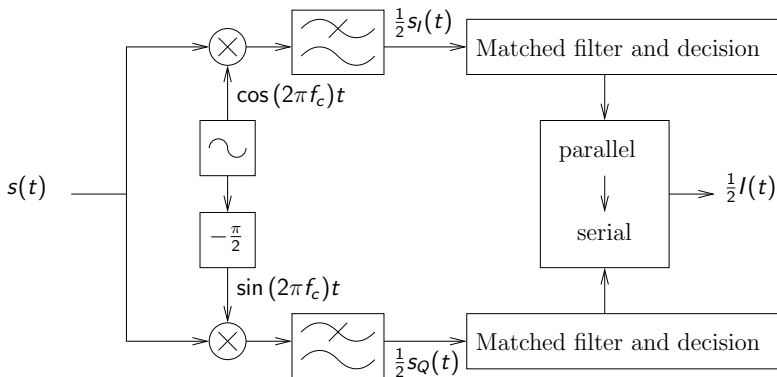 ½s_I(t)
Matched filter and decision
cos (2πf_c)t
parallel
s(t)
½I(t)
−π/2
serial
sin (2πf_c)t
Matched filter and decision
½s_Q(t)